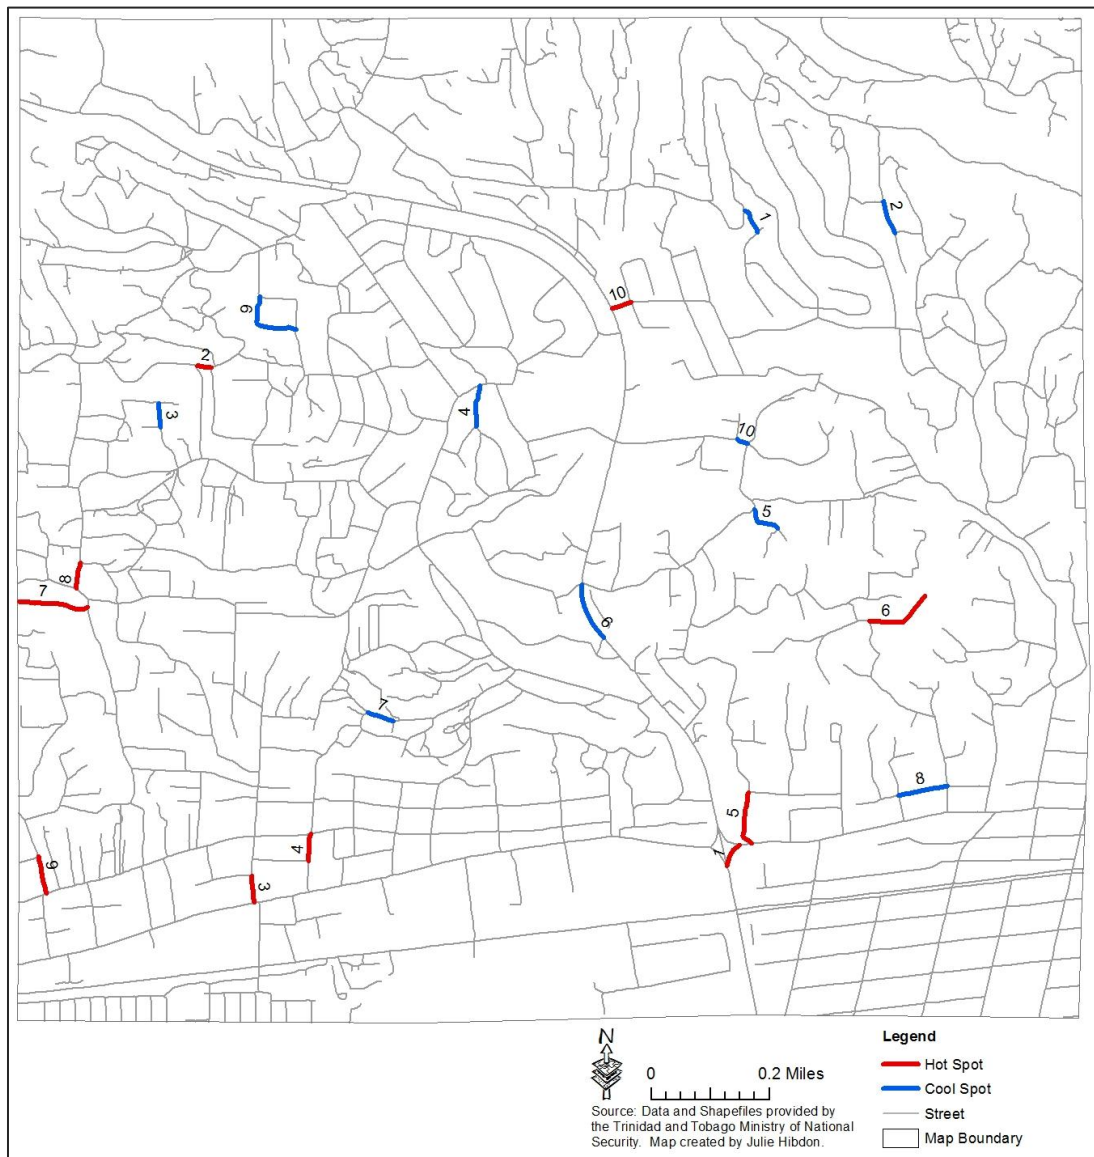 1
2
10
9
2
3
4
10
5
8
7
6
6
7
8
5
4
1
9
3
N
0 0.2 Miles
Source: Data and Shapefiles provided by
the Trinidad and Tobago Ministry of National
Security. Map created by Julie Hibdon.
Legend
Hot Spot
Cool Spot
Street
Map Boundary